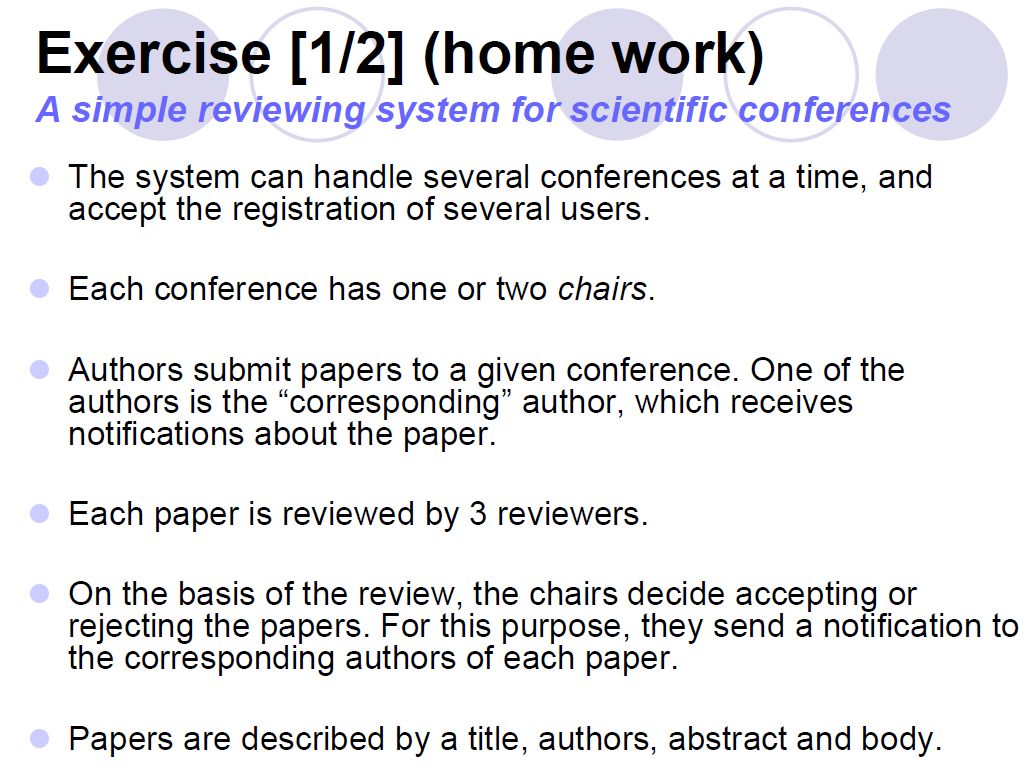 Exercise [1/2] (home work)
A simple reviewing system for scientific conferences
The system can handle several conferences at a time, and
accept the registration of several users.
Each conference has one or two chairs.
Authors submit papers to a given conference. One of the
authors is the “corresponding” author, which receives
notifications about the paper.
Each paper is reviewed by 3 reviewers.
On the basis of the review, the chairs decide accepting or
rejecting the papers. For this purpose, they send a notification to
the corresponding authors of each paper.
Papers are described by a title, authors, abstract and body.